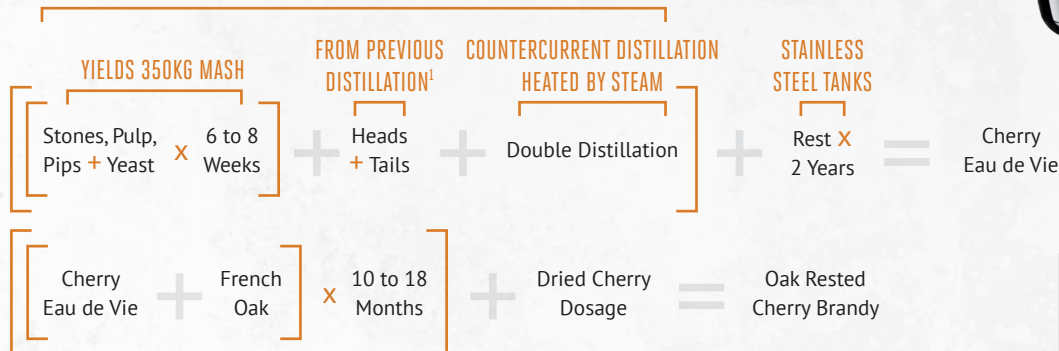 YIELDS 350KG MASH
FROM PREVIOUS
DISTILLATION¹
COUNTERCURRENT DISTILLATION
HEATED BY STEAM
STAINLESS
STEEL TANKS
Stones, Pulp,
Pips + Yeast
x
6 to 8
Weeks
+
Heads
+ Tails
+
Double Distillation
+
Rest x
2 Years
=
Cherry
Eau de Vie
Cherry
Eau de Vie
+
French
Oak
x
10 to 18
Months
+
Dried Cherry
Dosage
=
Oak Rested
Cherry Brandy